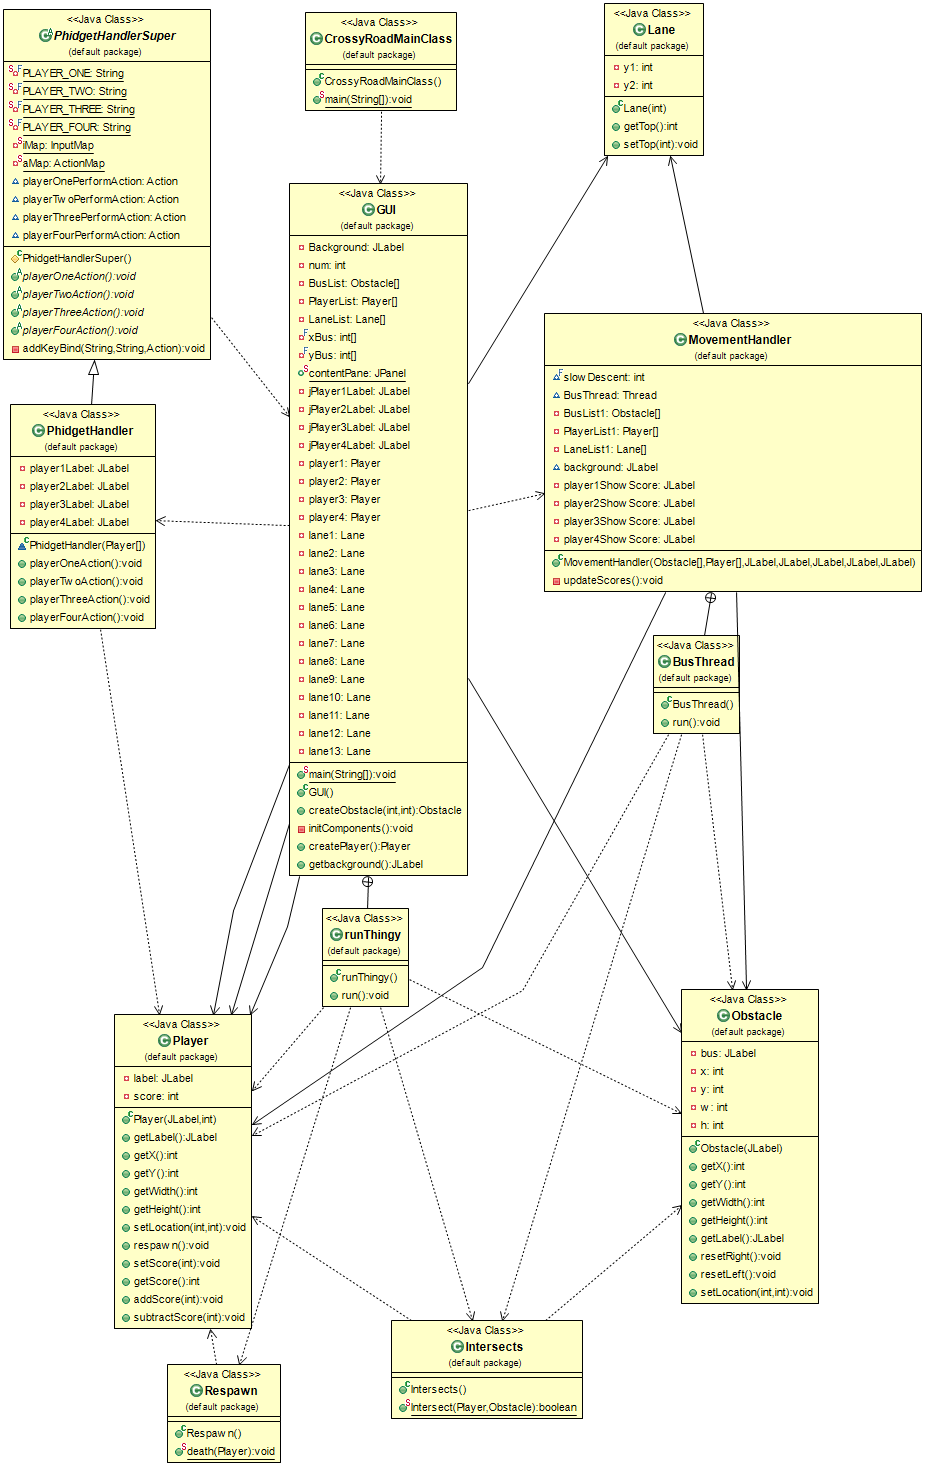 <<Java Class>>
PhidgetHandlerSuper
(default package)
PLAYER_ONE: String
PLAYER_TWO: String
PLAYER_THREE: String
PLAYER_FOUR: String
iMap: InputMap
aMap: ActionMap
playerOnePerformAction: Action
playerTwoPerformAction: Action
playerThreePerformAction: Action
playerFourPerformAction: Action
PhidgetHandlerSuper()
playerOneAction():void
playerTwoAction():void
playerThreeAction():void
playerFourAction():void
addKeyBind(String,String,Action):void
<<Java Class>>
CrossyRoadMainClass
(default package)
CrossyRoadMainClass()
main(String[]):void
<<Java Class>>
Lane
(default package)
y1: int
y2: int
Lane(int)
getTop():int
setTop(int):void
<<Java Class>>
GUI
(default package)
Background: JLabel
num: int
BusList: Obstacle[]
PlayerList: Player[]
LaneList: Lane[]
xBus: int[]
yBus: int[]
contentPane: JPanel
jPlayer1Label: JLabel
jPlayer2Label: JLabel
jPlayer3Label: JLabel
jPlayer4Label: JLabel
player1: Player
player2: Player
player3: Player
player4: Player
lane1: Lane
lane2: Lane
lane3: Lane
lane4: Lane
lane5: Lane
lane6: Lane
lane7: Lane
lane8: Lane
lane9: Lane
lane10: Lane
lane11: Lane
lane12: Lane
lane13: Lane
main(String[]):void
GUI()
createObstacle(int,int):Obstacle
initComponents():void
createPlayer():Player
getbackground():JLabel
<<Java Class>>
MovementHandler
(default package)
slowDescent: int
BusThread: Thread
BusList1: Obstacle[]
PlayerList1: Player[]
LaneList1: Lane[]
background: JLabel
player1Show Score: JLabel
player2Show Score: JLabel
player3Show Score: JLabel
player4Show Score: JLabel
MovementHandler(Obstacle[],Player[],JLabel,JLabel,JLabel,JLabel,JLabel)
updateScores():void
<<Java Class>>
PhidgetHandler
(default package)
player1Label: JLabel
player2Label: JLabel
player3Label: JLabel
player4Label: JLabel
PhidgetHandler(Player[])
playerOneAction():void
playerTwoAction():void
playerThreeAction():void
playerFourAction():void
<<Java Class>>
BusThread
(default package)
BusThread()
run():void
<<Java Class>>
runThingy
(default package)
runThingy()
run():void
<<Java Class>>
Player
(default package)
label: JLabel
score: int
Player(JLabel,int)
getLabel():JLabel
getX():int
getY():int
getWidth():int
getHeight():int
setLocation(int,int):void
respawn():void
setScore(int):void
getScore():int
addScore(int):void
subtractScore(int):void
<<Java Class>>
Obstacle
(default package)
bus: JLabel
x: int
y: int
w: int
h: int
Obstacle(JLabel)
getX():int
getY():int
getWidth():int
getHeight():int
getLabel():JLabel
resetRight():void
resetLeft():void
setLocation(int,int):void
<<Java Class>>
Intersects
(default package)
Intersects()
Intersect(Player,Obstacle):boolean
<<Java Class>>
Respawn
(default package)
Respawn()
death(Player):void